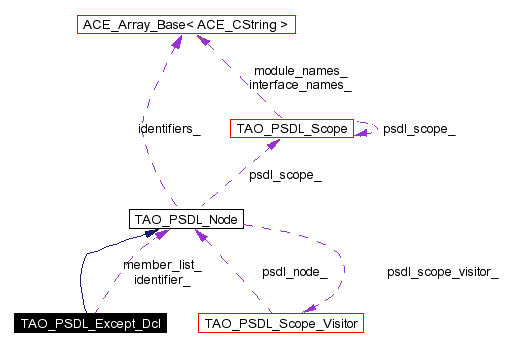 ACE_Array_Base< ACE_CString >
module_names_
interface_names_
identifiers_
TAO_PSDL_Scope
psdl_scope_
psdl_scope_
TAO_PSDL_Node
member_list_
identifier_
psdl_node_
psdl_scope_visitor_
TAO_PSDL_Except_Dcl
TAO_PSDL_Scope_Visitor